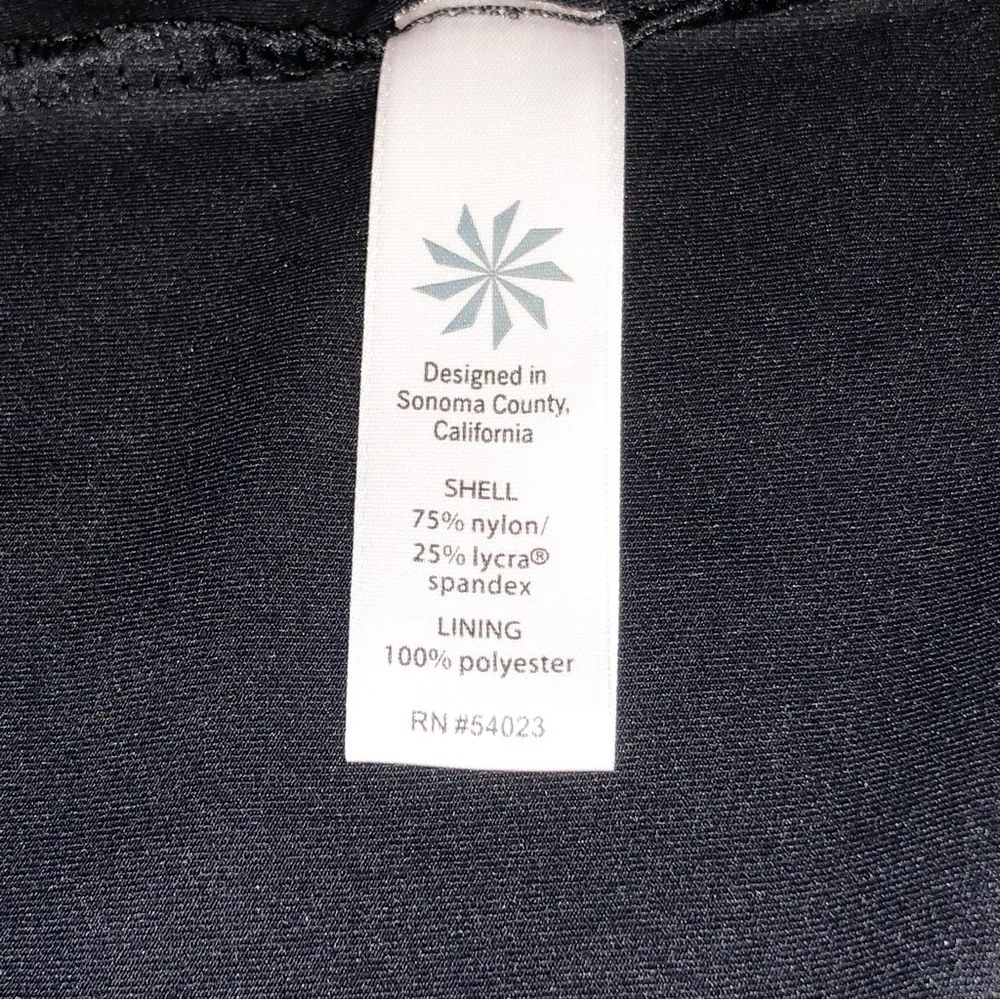 Designed in
Sonoma County,
California
SHELL
75% nylon/
25% lycra®
spandex
LINING
100% polyester
RN #54023